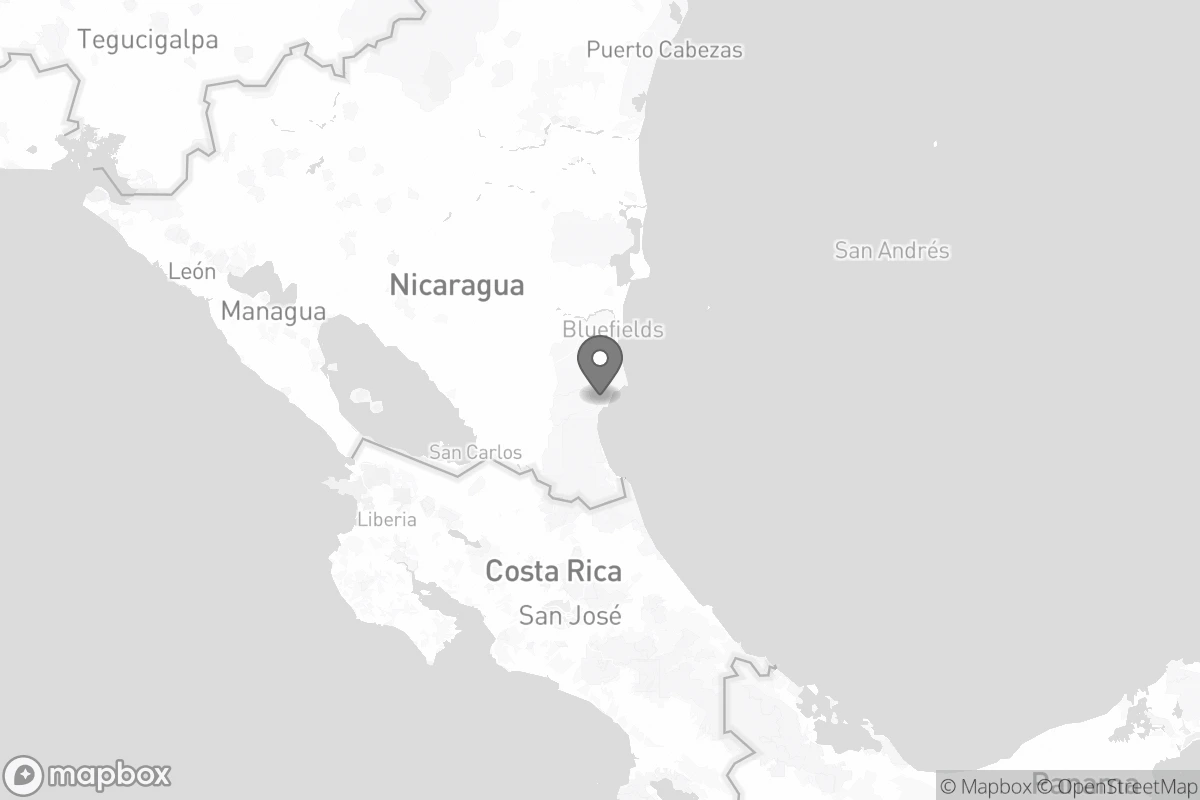 Tegucigalpa
Puerto Cabezas
San Andrés
León
Nicaragua
Managua
Bluefields
San Carlos
Liberia
Costa Rica
San José
Panama
mapbox
© Mapbox © OpenStreetMap